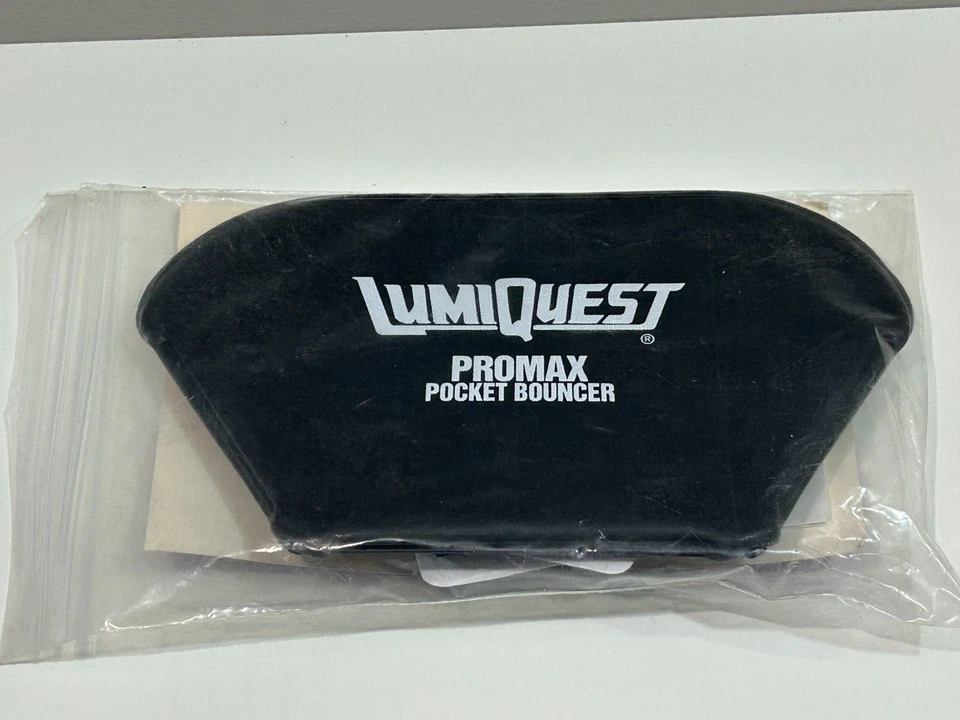 LUMIQUEST
®
PROMAX
POCKET BOUNCER